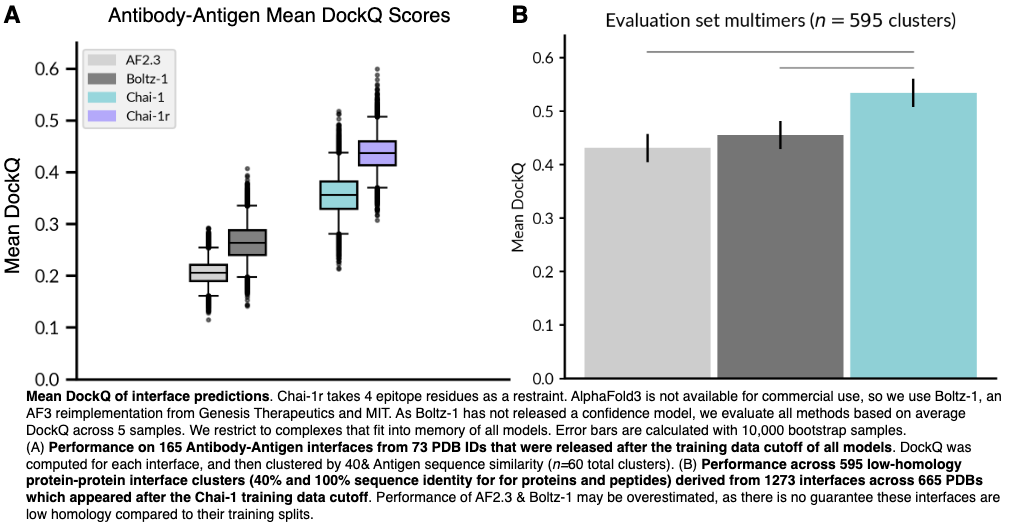 A
Antibody-Antigen Mean DockQ Scores
AF2.3
Boltz-1
Chai-1
Chai-1r
Mean DockQ
0.6
0.5
0.4
0.3
0.2
0.1
0.0
B
Evaluation set multimers (n = 595 clusters)
Mean DockQ
0.6
0.5
0.4
0.3
0.2
0.1
0.0
Mean DockQ of interface predictions. Chai-1r takes 4 epitope residues as a restraint. AlphaFold3 is not available for commercial use, so we use Boltz-1, an
AF3 reimplementation from Genesis Therapeutics and MIT. As Boltz-1 has not released a confidence model, we evaluate all methods based on average
DockQ across 5 samples. We restrict to complexes that fit into memory of all models. Error bars are calculated with 10,000 bootstrap samples.
(A) Performance on 165 Antibody-Antigen interfaces from 73 PDB IDs that were released after the training data cutoff of all models. DockQ was
computed for each interface, and then clustered by 40& Antigen sequence similarity (n=60 total clusters). (B) Performance across 595 low-homology
protein-protein interface clusters (40% and 100% sequence identity for for proteins and peptides) derived from 1273 interfaces across 665 PDBs
which appeared after the Chai-1 training data cutoff. Performance of AF2.3 & Boltz-1 may be overestimated, as there is no guarantee these interfaces are
low homology compared to their training splits.